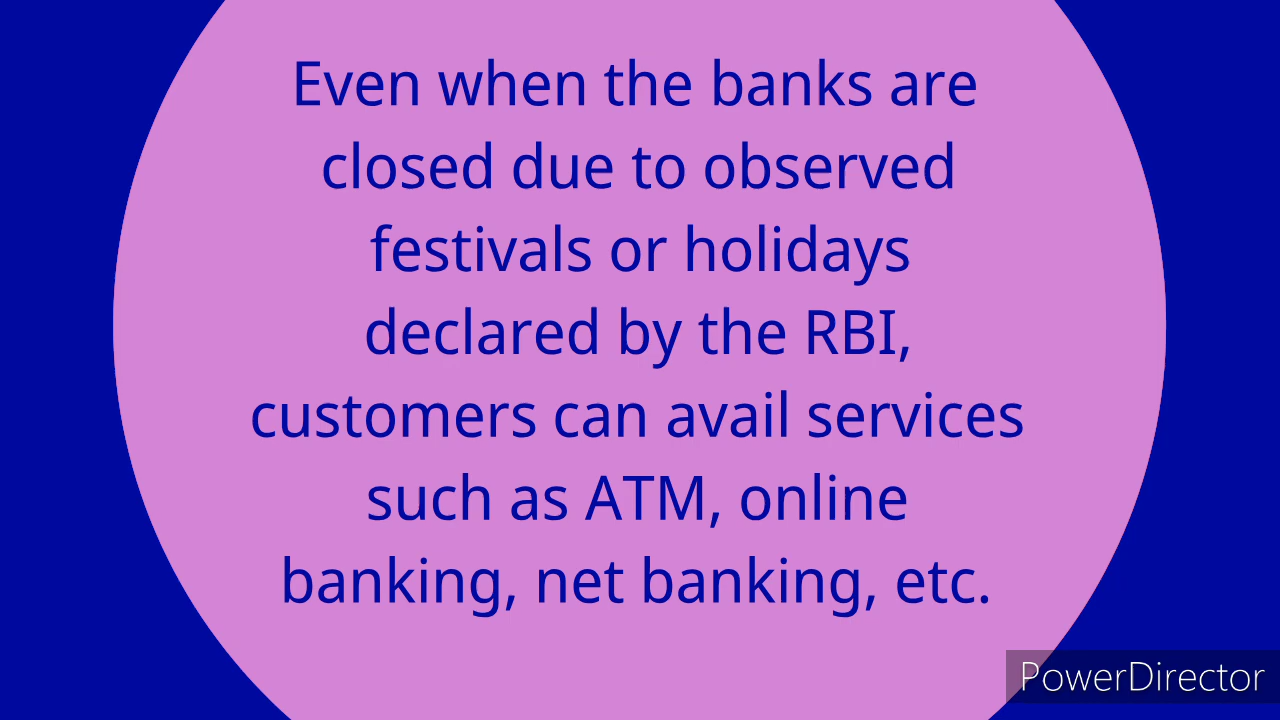 Even when the banks are
closed due to observed
festivals or holidays
declared by the RBI,
customers can avail services
such as ATM, online
banking, net banking, etc.
PowerDirector